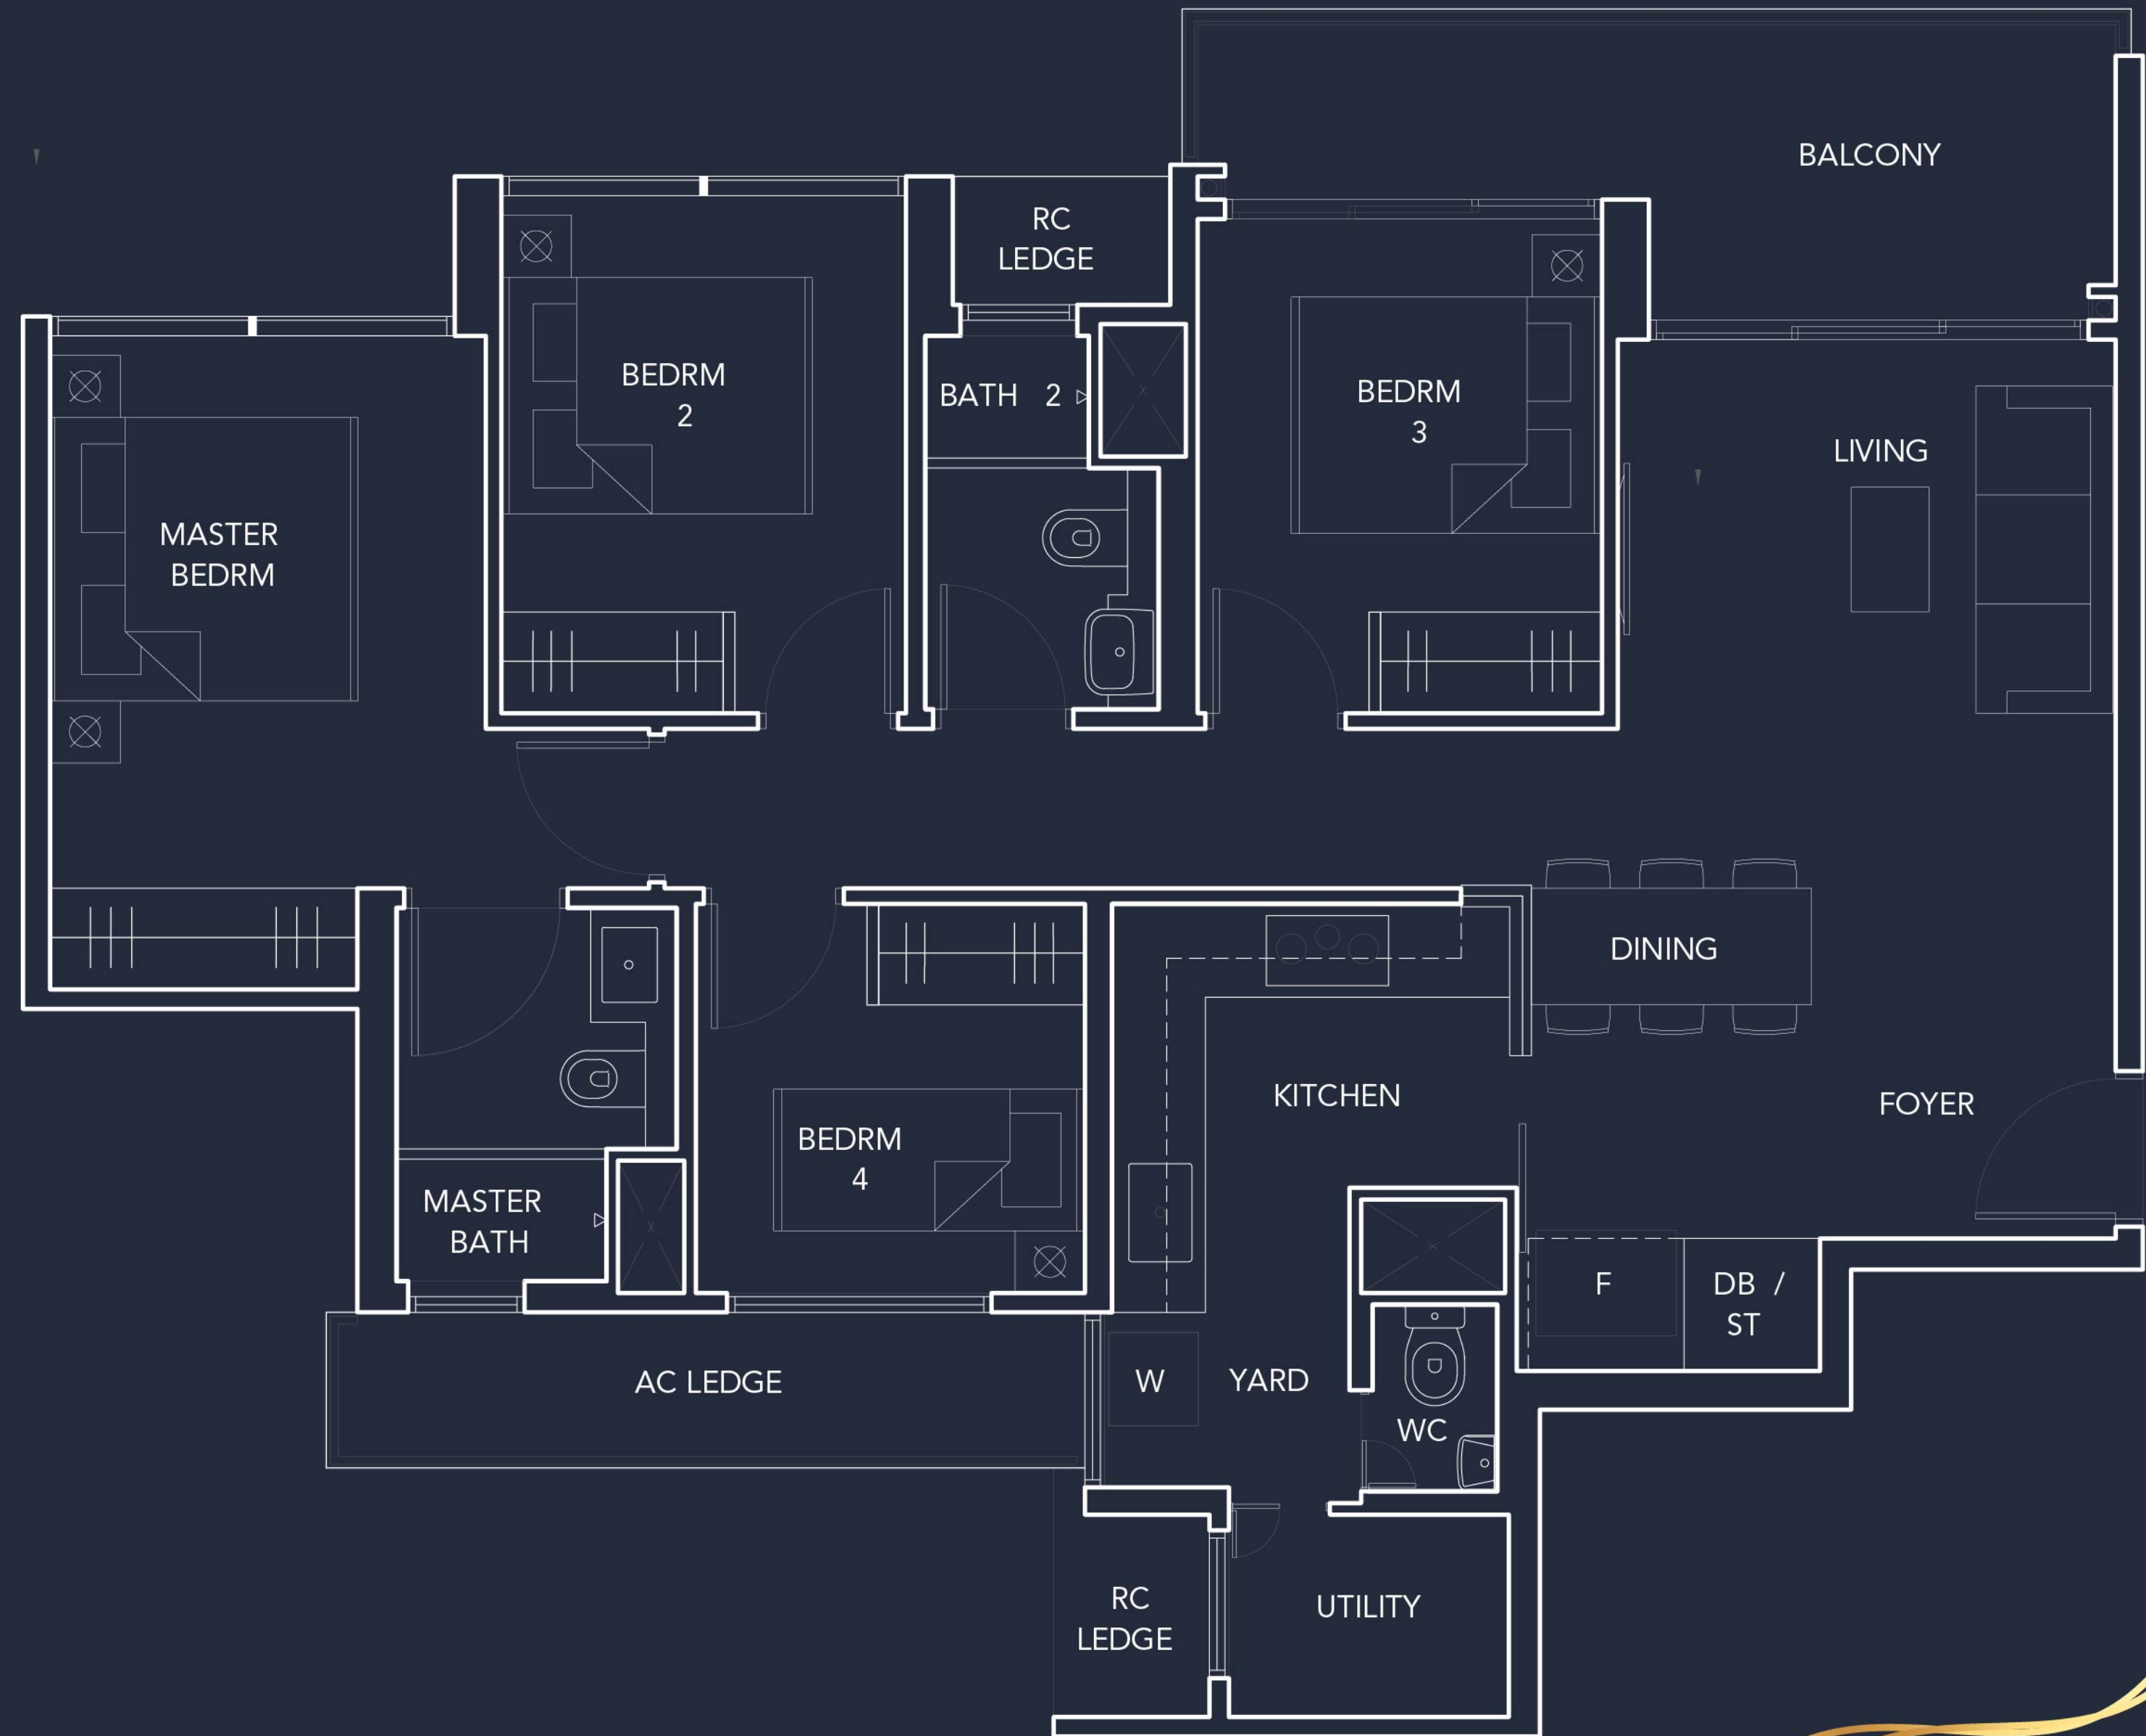 BALCONY
RC
LEDGE
BEDRM
2
BATH 2
BEDRM
3
LIVING
MASTER
BEDRM
DINING
KITCHEN
FOYER
BEDRM
4
MASTER
BATH
F
DB /
ST
AC LEDGE
W
YARD
WC
RC
LEDGE
UTILITY